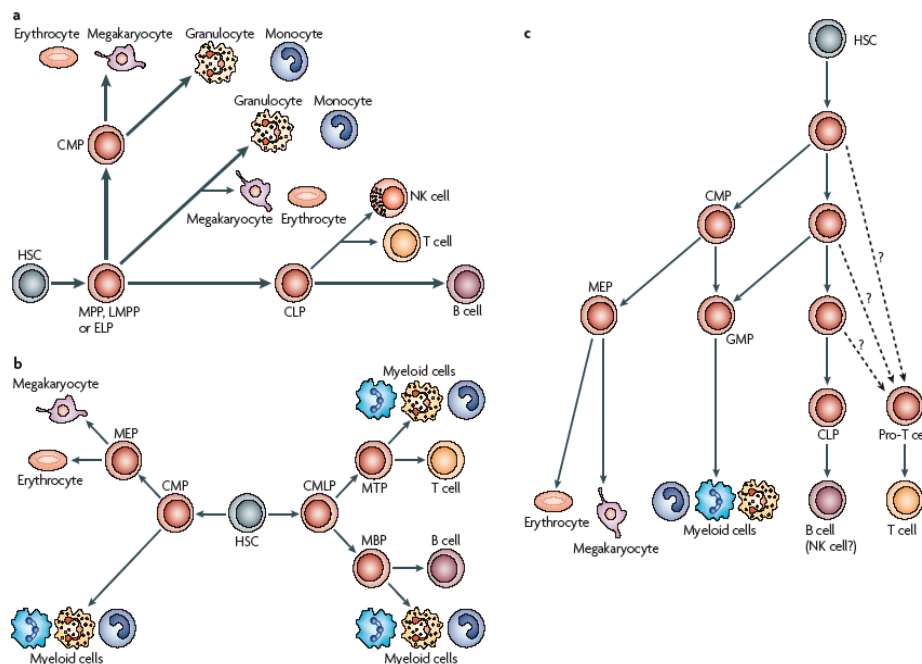 a
Erythrocyte
Megakaryocyte
Granulocyte
Monocyte
Granulocyte
Monocyte
CMP
Megakaryocyte
Erythrocyte
NK cell
T cell
HSC
MPP, LMPP
or ELP
CLP
B cell
b
Megakaryocyte
MEP
Erythrocyte
CMP
HSC
CMLP
Myeloid cells
MTP
T cell
MBP
B cell
Myeloid cells
Myeloid cells
c
HSC
CMP
?
MEP
?
GMP
?
CLP
Pro-T ce
Erythrocyte
Megakaryocyte
Myeloid cells
B cell
(NK cell?)
T cell